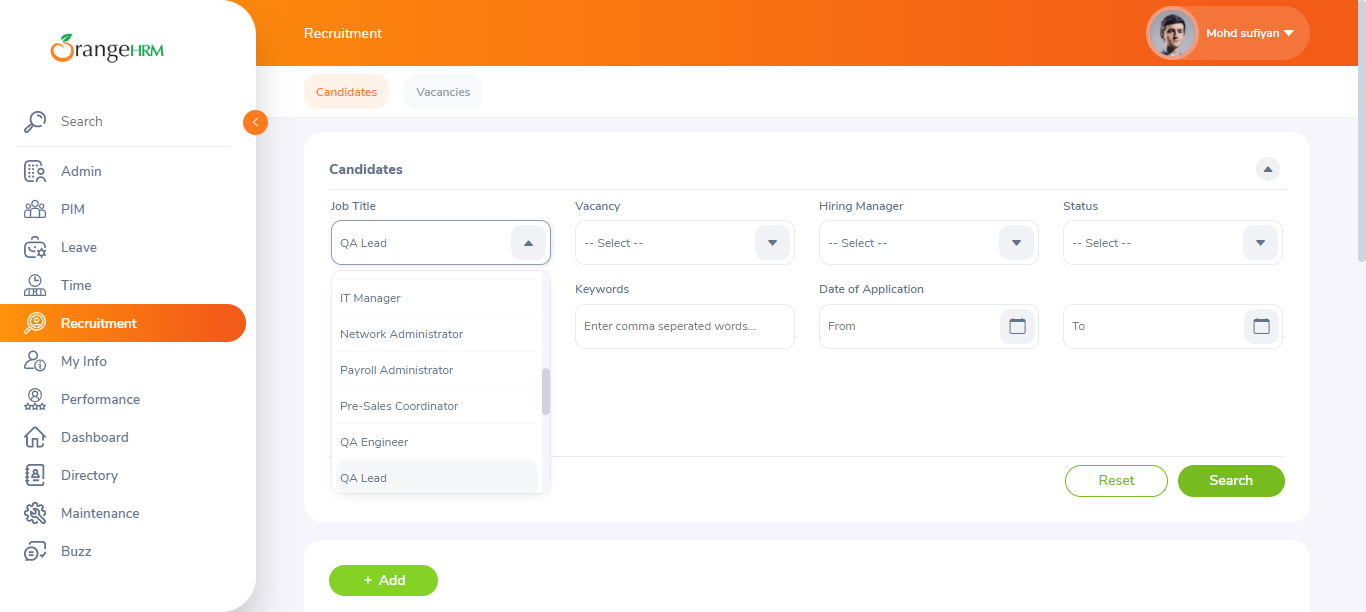 OrangeHRM
Search
Admin
PIM
Leave
Time
Recruitment
My Info
Performance
Dashboard
Directory
Maintenance
Buzz
Recruitment
Mohd sufiyan
Candidates
Vacancies
Candidates
Job Title
Vacancy
Hiring Manager
Status
QA Lead
-- Select --
-- Select --
-- Select --
IT Manager
Network Administrator
Payroll Administrator
Pre-Sales Coordinator
QA Engineer
QA Lead
Keywords
Date of Application
Enter comma seperated words...
From
To
Reset
Search
+ Add